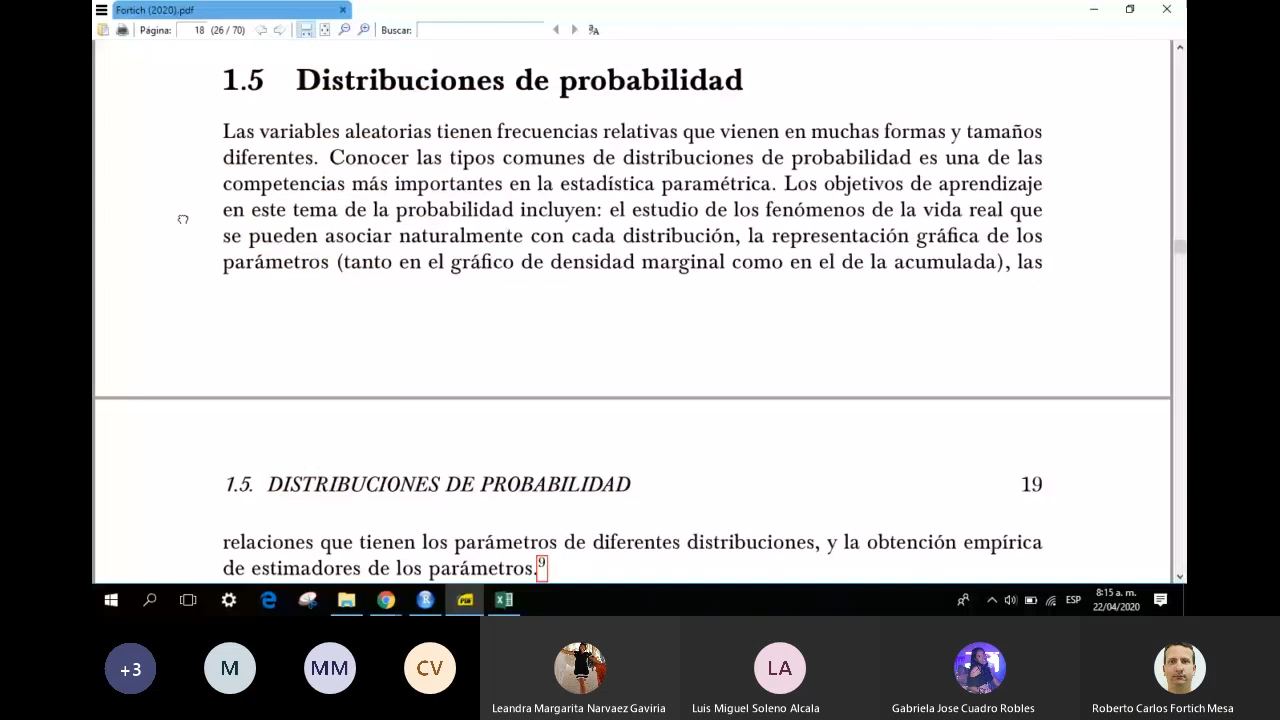 Fortich (2020).pdf
Página: 18 (26 / 70) Buscar:
1.5 Distribuciones de probabilidad
Las variables aleatorias tienen frecuencias relativas que vienen en muchas formas y tamaños
diferentes. Conocer las tipos comunes de distribuciones de probabilidad es una de las
competencias más importantes en la estadística paramétrica. Los objetivos de aprendizaje
en este tema de la probabilidad incluyen: el estudio de los fenómenos de la vida real que
se pueden asociar naturalmente con cada distribución, la representación gráfica de los
parámetros (tanto en el gráfico de densidad marginal como en el de la acumulada), las
1.5. DISTRIBUCIONES DE PROBABILIDAD 19
relaciones que tienen los parámetros de diferentes distribuciones, y la obtención empírica
de estimadores de los parámetros.9
ESP
8:15 a. m.
22/04/2020
+3
M
MM
CV
LA
Leandra Margarita Narvaez Gaviria
Luis Miguel Soleno Alcala
Gabriela Jose Cuadro Robles
Roberto Carlos Fortich Mesa